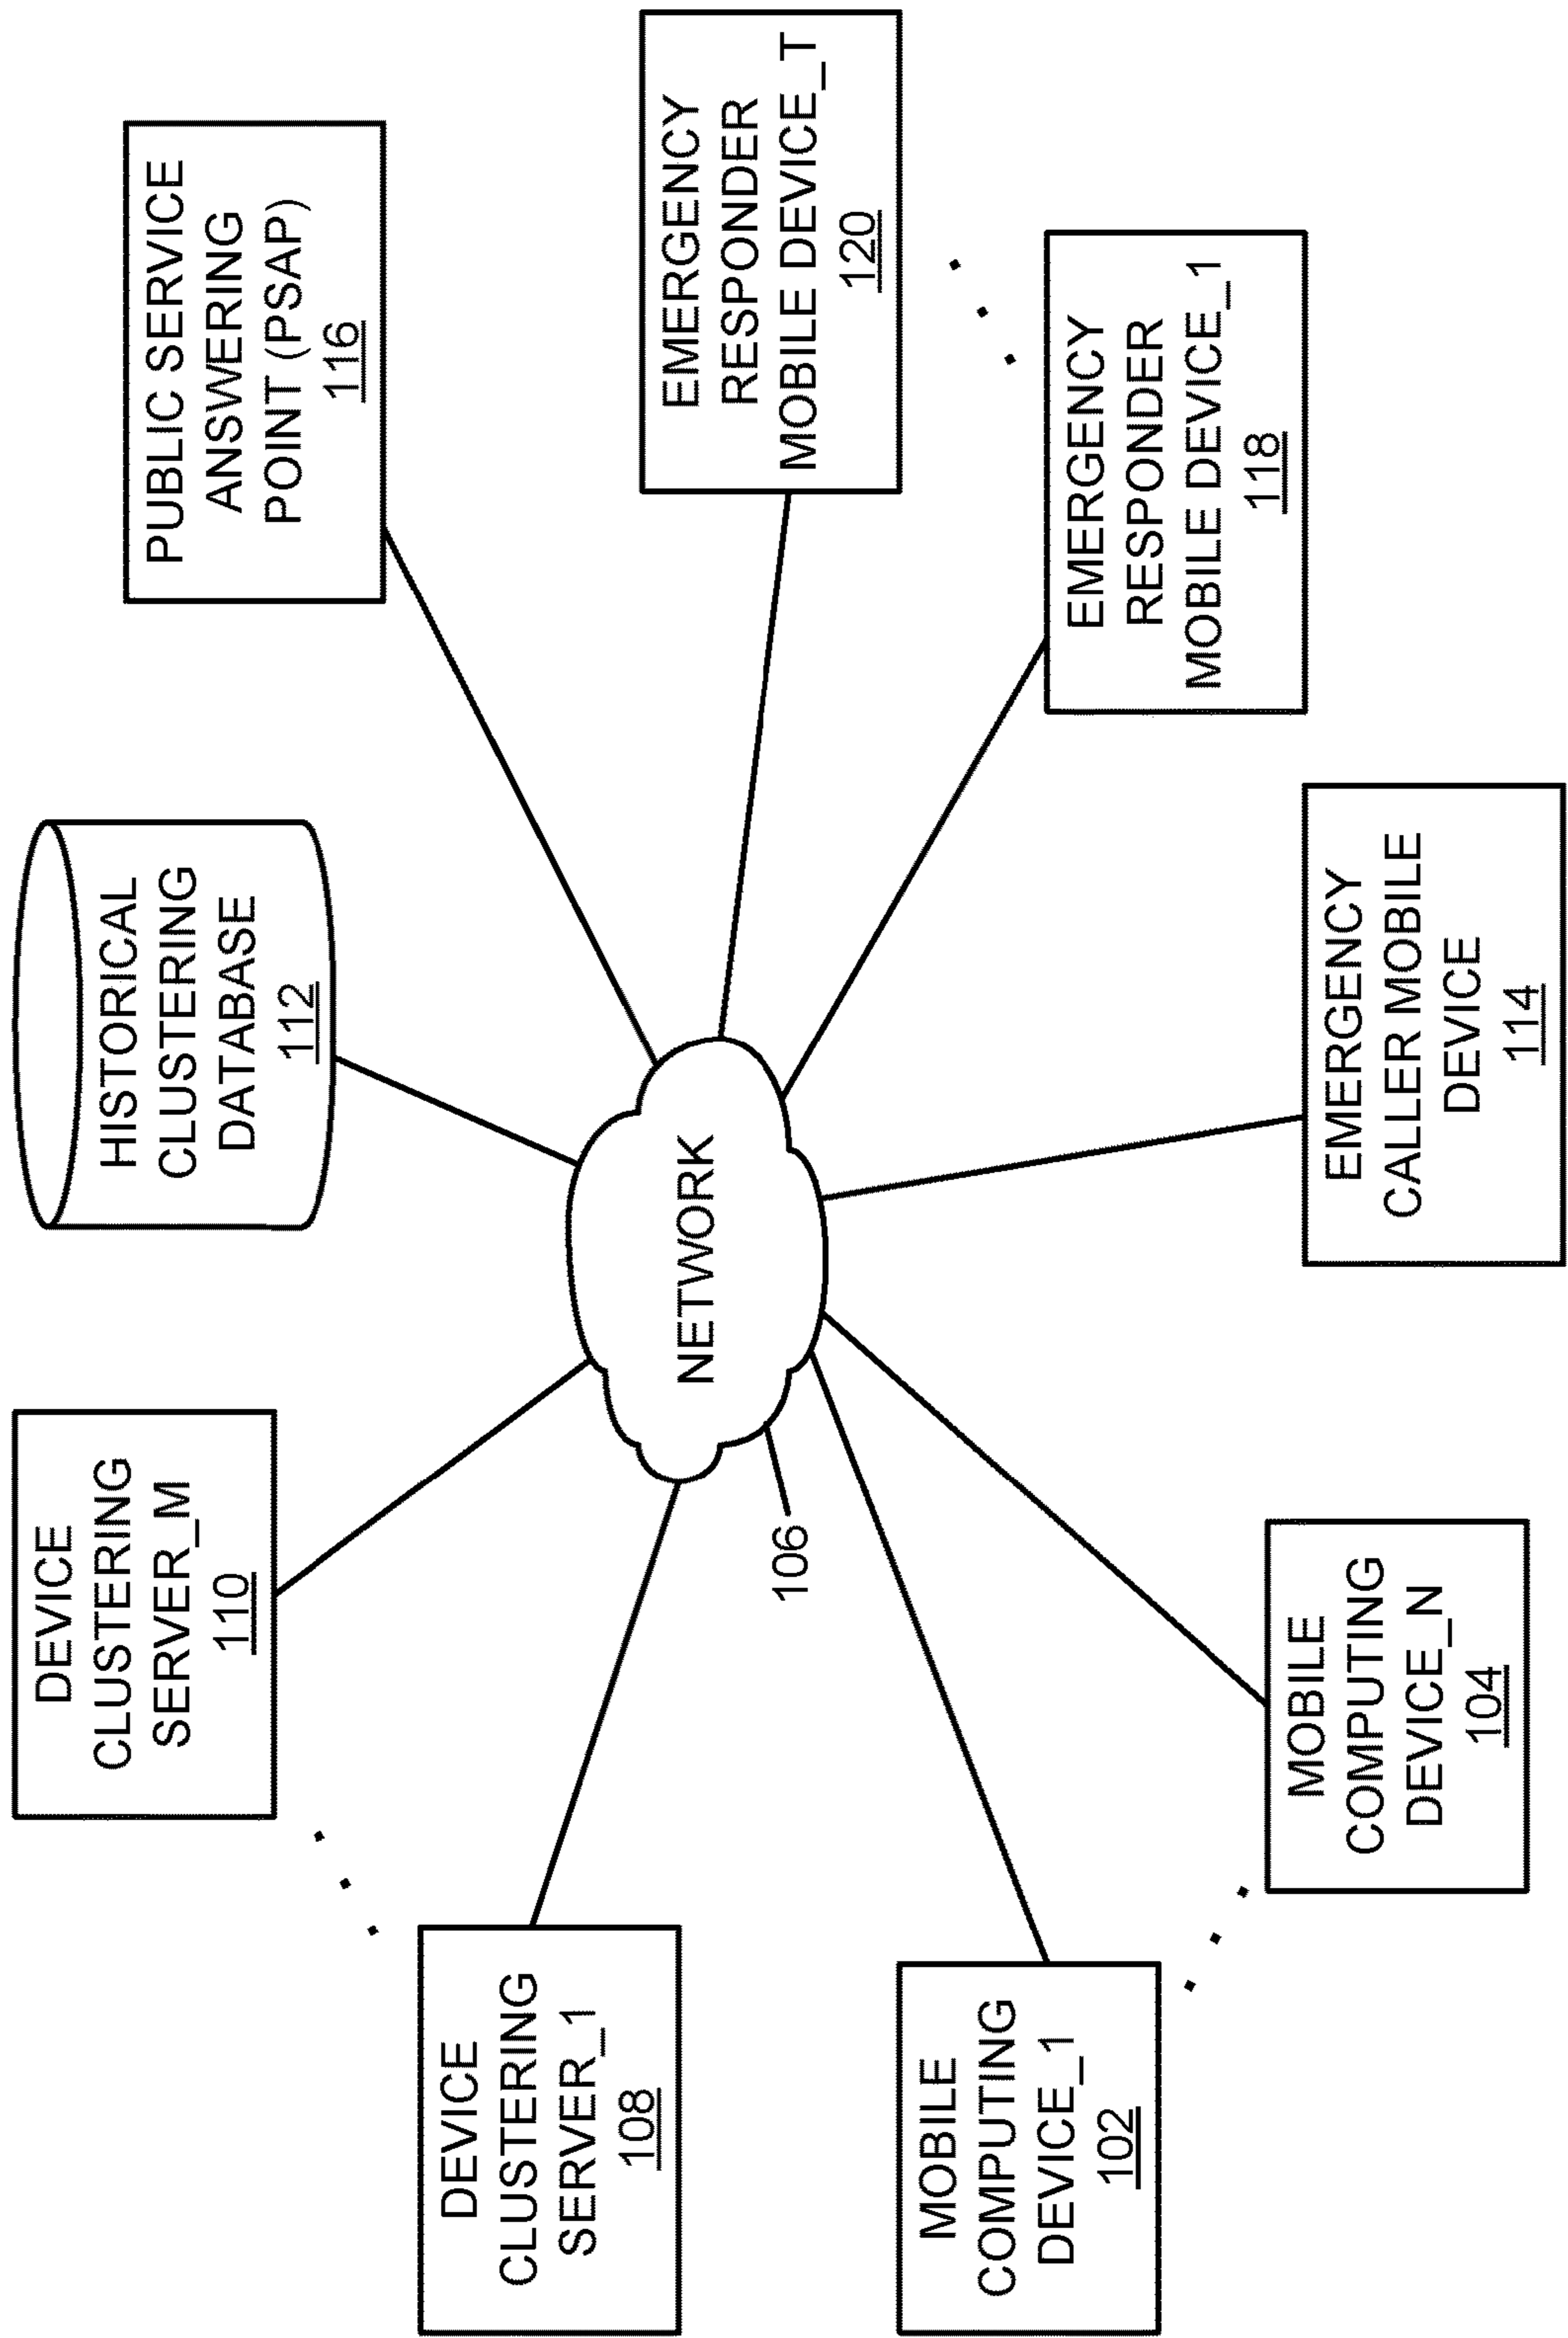 DEVICE
CLUSTERING
SERVER_1
108
DEVICE
CLUSTERING
SERVER_M
110
HISTORICAL
CLUSTERING
DATABASE
112
PUBLIC SERVICE
ANSWERING
POINT (PSAP)
116
NETWORK
106
EMERGENCY
RESPONDER
MOBILE DEVICE_T
120
EMERGENCY
RESPONDER
MOBILE DEVICE_1
118
MOBILE
COMPUTING
DEVICE_1
102
MOBILE
COMPUTING
DEVICE_N
104
EMERGENCY
CALLER MOBILE
DEVICE
114